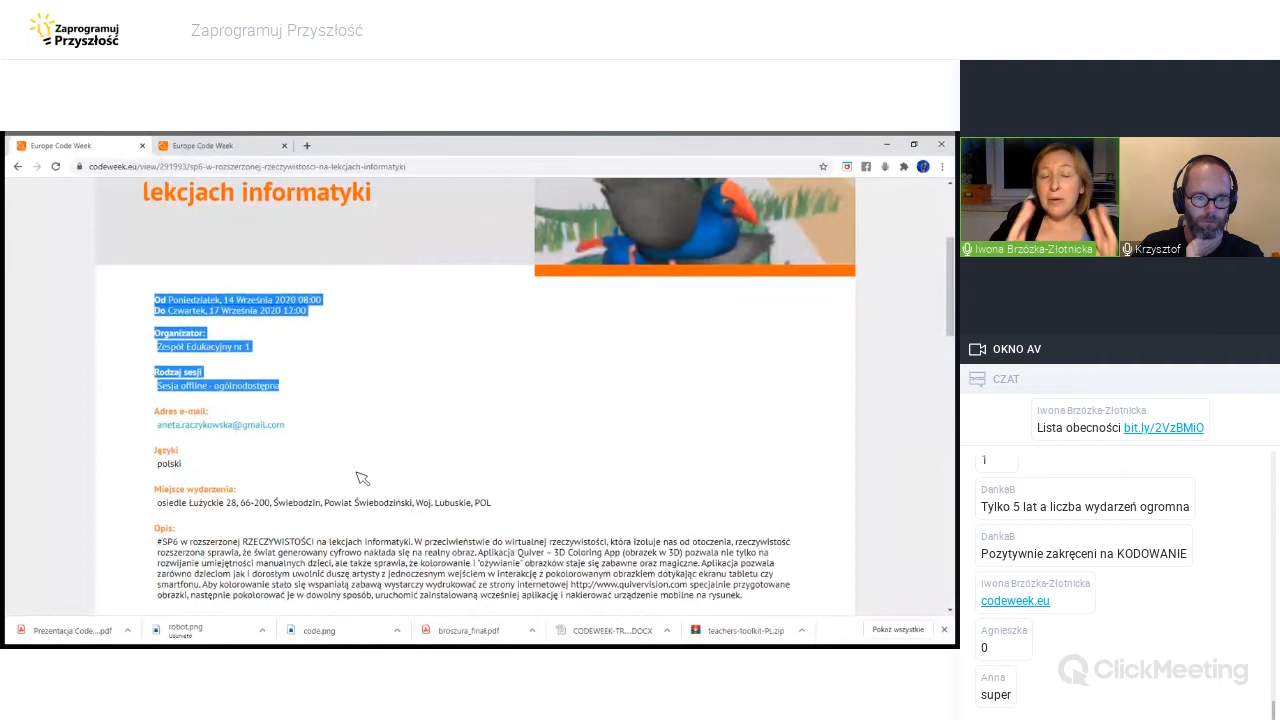 Zaprogramuj
Przyszłość
Zaprogramuj Przyszłość
Europe Code Week
Europe Code Week
codeweek.eu/view/291993/sp6-w-rozszerzonej-rzeczywistosci-na-lekcjach-informatyki
lekcjach informatyki
Od Poniedziałek, 14 Września 2020 08:00
Do Czwartek, 17 Września 2020 12:00
Organizator:
Zespół Edukacyjny nr 1
Rodzaj sesji
Sesja offline - ogólnodostępna
Adres e-mail:
aneta.raczykowska@gmail.com
Języki
polski
Miejsce wydarzenia:
osiedle Łużyckie 28, 66-200, Świebodzin, Powiat Świebodziński, Woj. Lubuskie, POL
Opis:
#SP6 w rozszerzonej RZECZYWISTOŚCI na lekcjach informatyki. W przeciwieństwie do wirtualnej rzeczywistości, która izoluje nas od otoczenia, rzeczywistość
rozszerzona sprawia, że świat generowany cyfrowo nakłada się na realny obraz. Aplikacja Quiver – 3D Coloring App (obrazek w 3D) pozwala nie tylko na
rozwijanie umiejętności manualnych dzieci, ale także sprawia, że kolorowanie i "ożywianie" obrazków staje się zabawne oraz magiczne. Aplikacja pozwala
zarówno dzieciom jak i dorosłym uwolnić duszę artysty z jednoczesnym wejściem w interakcję z pokolorowanym obrazkiem dotykając ekranu tabletu czy
smartfonu. Aby kolorowanie stało się wspaniałą zabawą wystarczy wydrukować ze strony internetowej http://www.quivervision.com specjalnie przygotowane
obrazki, następnie pokolorować je w dowolny sposób, uruchomić zainstalowaną wcześniej aplikację i nakierować urządzenie mobilne na rysunek.
Prezentacja Code....pdf
robot.png
Usunięto
code.png
broszura_finał.pdf
CODEWEEK-TR....DOCX
teachers-toolkit-PL.zip
Pokaż wszystkie
Iwona Brzózka-Złotnicka
Krzysztof
OKNO AV
CZAT
Iwona Brzózka-Złotnicka
Lista obecności bit.ly/2VzBMiO
1
DankaB
Tylko 5 lat a liczba wydarzeń ogromna
DankaB
Pozytywnie zakręceni na KODOWANIE
Iwona Brzózka-Złotnicka
codeweek.eu
Agnieszka
0
Anna
super
ClickMeeting